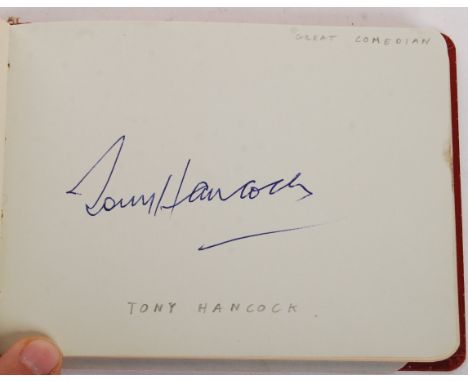 GREAT COMEDIAN
Tony Hancock
TONY HANCOCK.